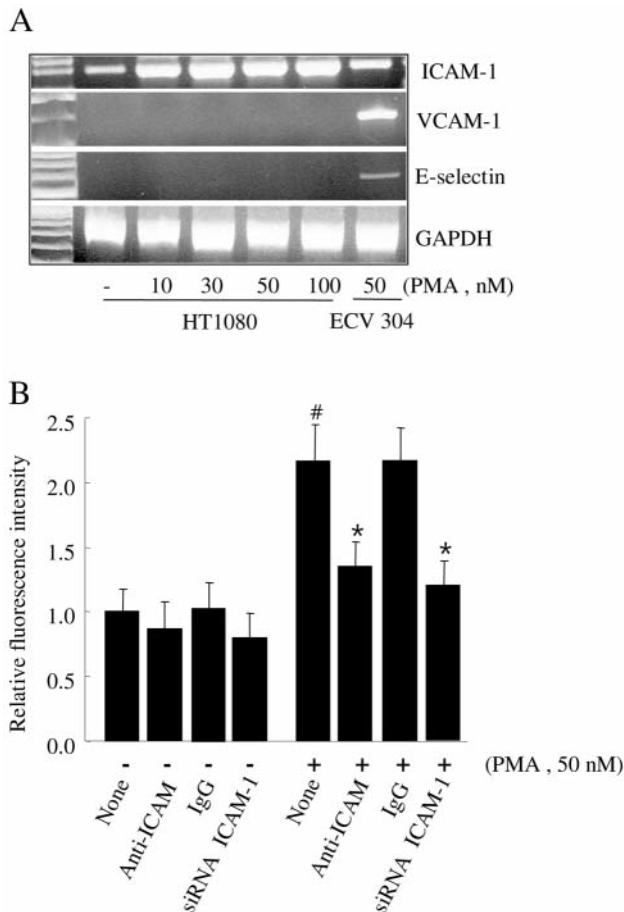 A
ICAM-1
VCAM-1
E-selectin
GAPDH
- 10 30 50 100 50 (PMA , nM)
HT1080 ECV 304
B
Relative fluorescence intensity
2.5
2.0
1.5
1.0
0.5
0.0
# * *
- - - - + + + + (PMA , 50 nM)
None
Anti-ICAM
IgG
siRNA ICAM-1
None
Anti-ICAM
IgG
siRNA ICAM-1